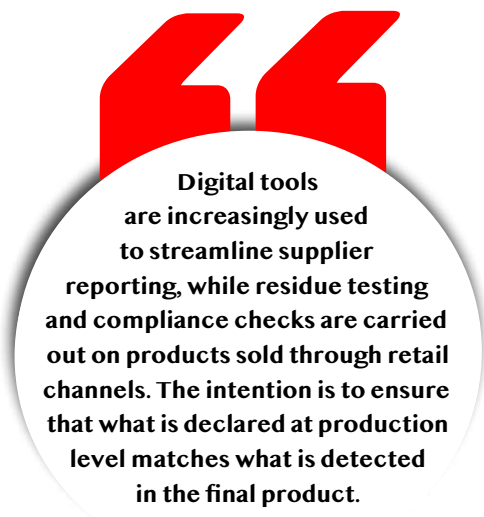 Digital tools
are increasingly used
to streamline supplier
reporting, while residue testing
and compliance checks are carried
out on products sold through retail
channels. The intention is to ensure
that what is declared at production
level matches what is detected
in the final product.